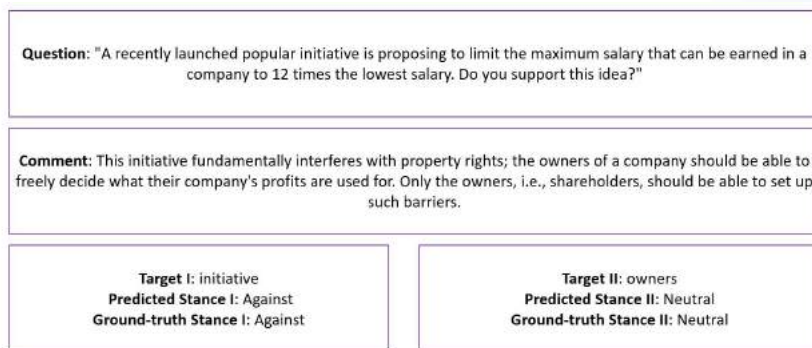 Question: "A recently launched popular initiative is proposing to limit the maximum salary that can be earned in a
company to 12 times the lowest salary. Do you support this idea?"
Comment: This initiative fundamentally interferes with property rights; the owners of a company should be able to
freely decide what their company's profits are used for. Only the owners, i.e., shareholders, should be able to set up
such barriers.
Target I: initiative
Predicted Stance I: Against
Ground-truth Stance I: Against
Target II: owners
Predicted Stance II: Neutral
Ground-truth Stance II: Neutral